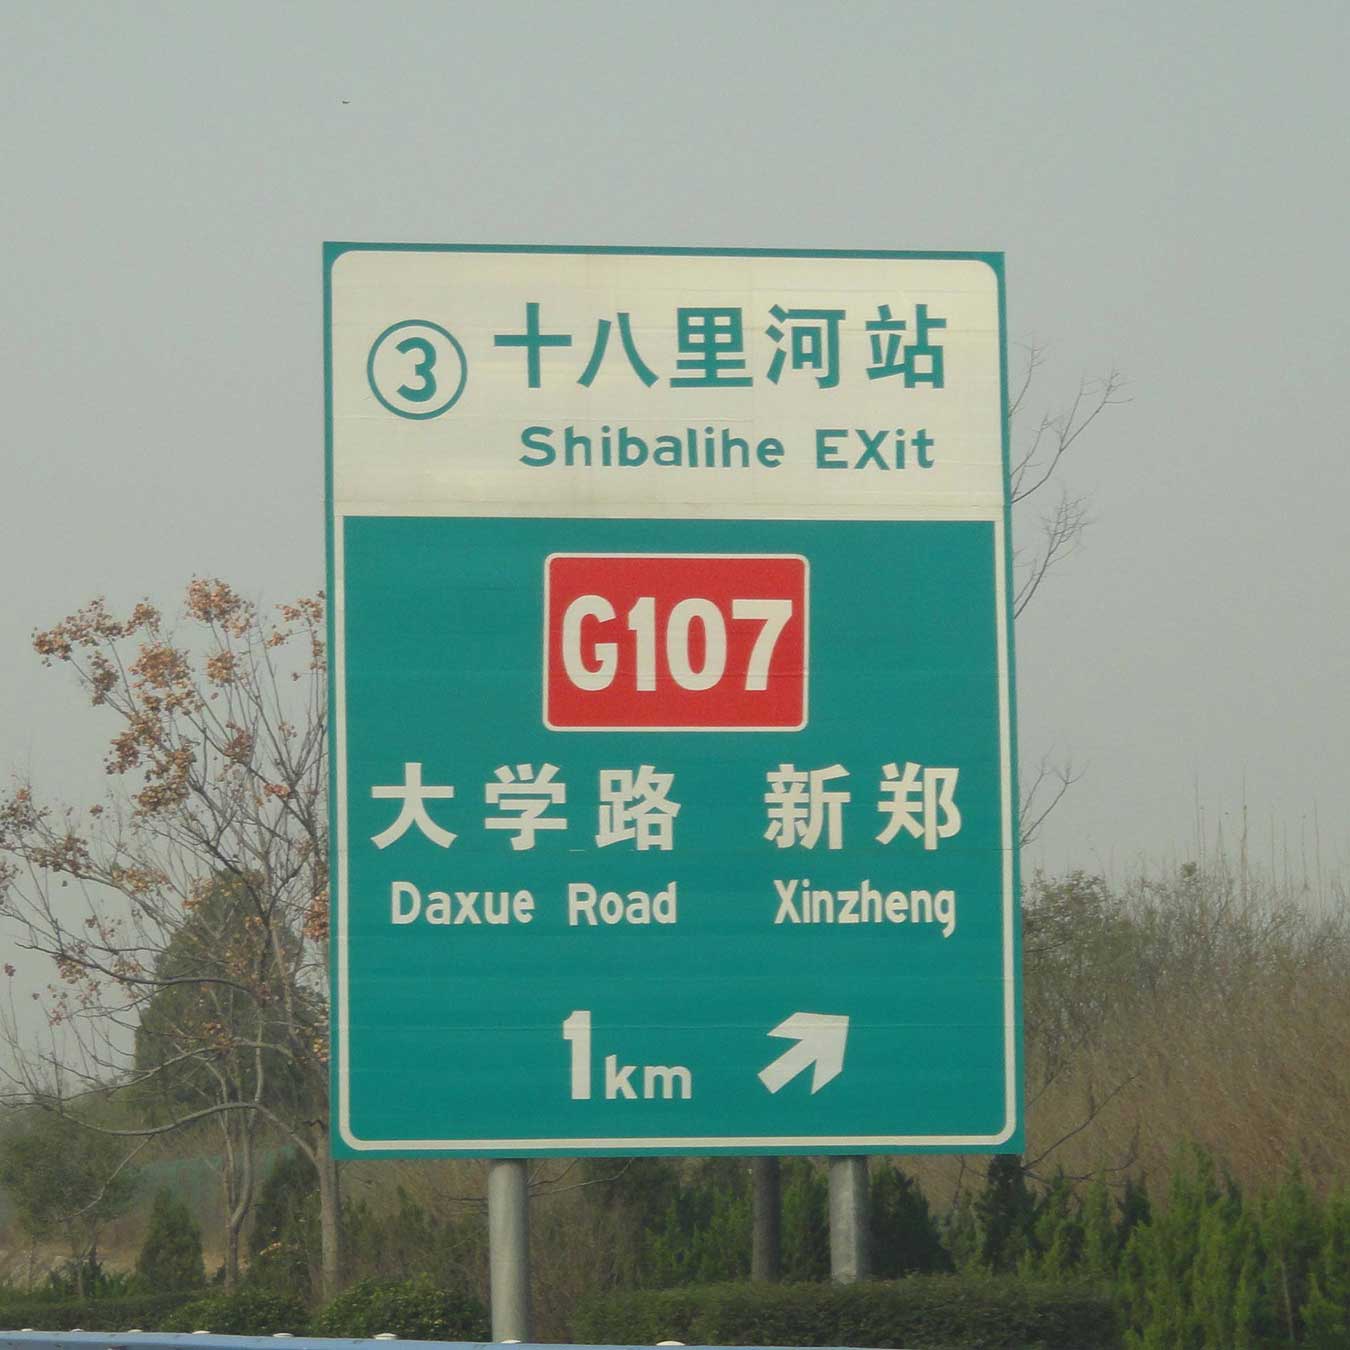 ③ 十八里河站
Shibalihe EXit
G107
大学路 新郑
Daxue Road Xinzheng
1km